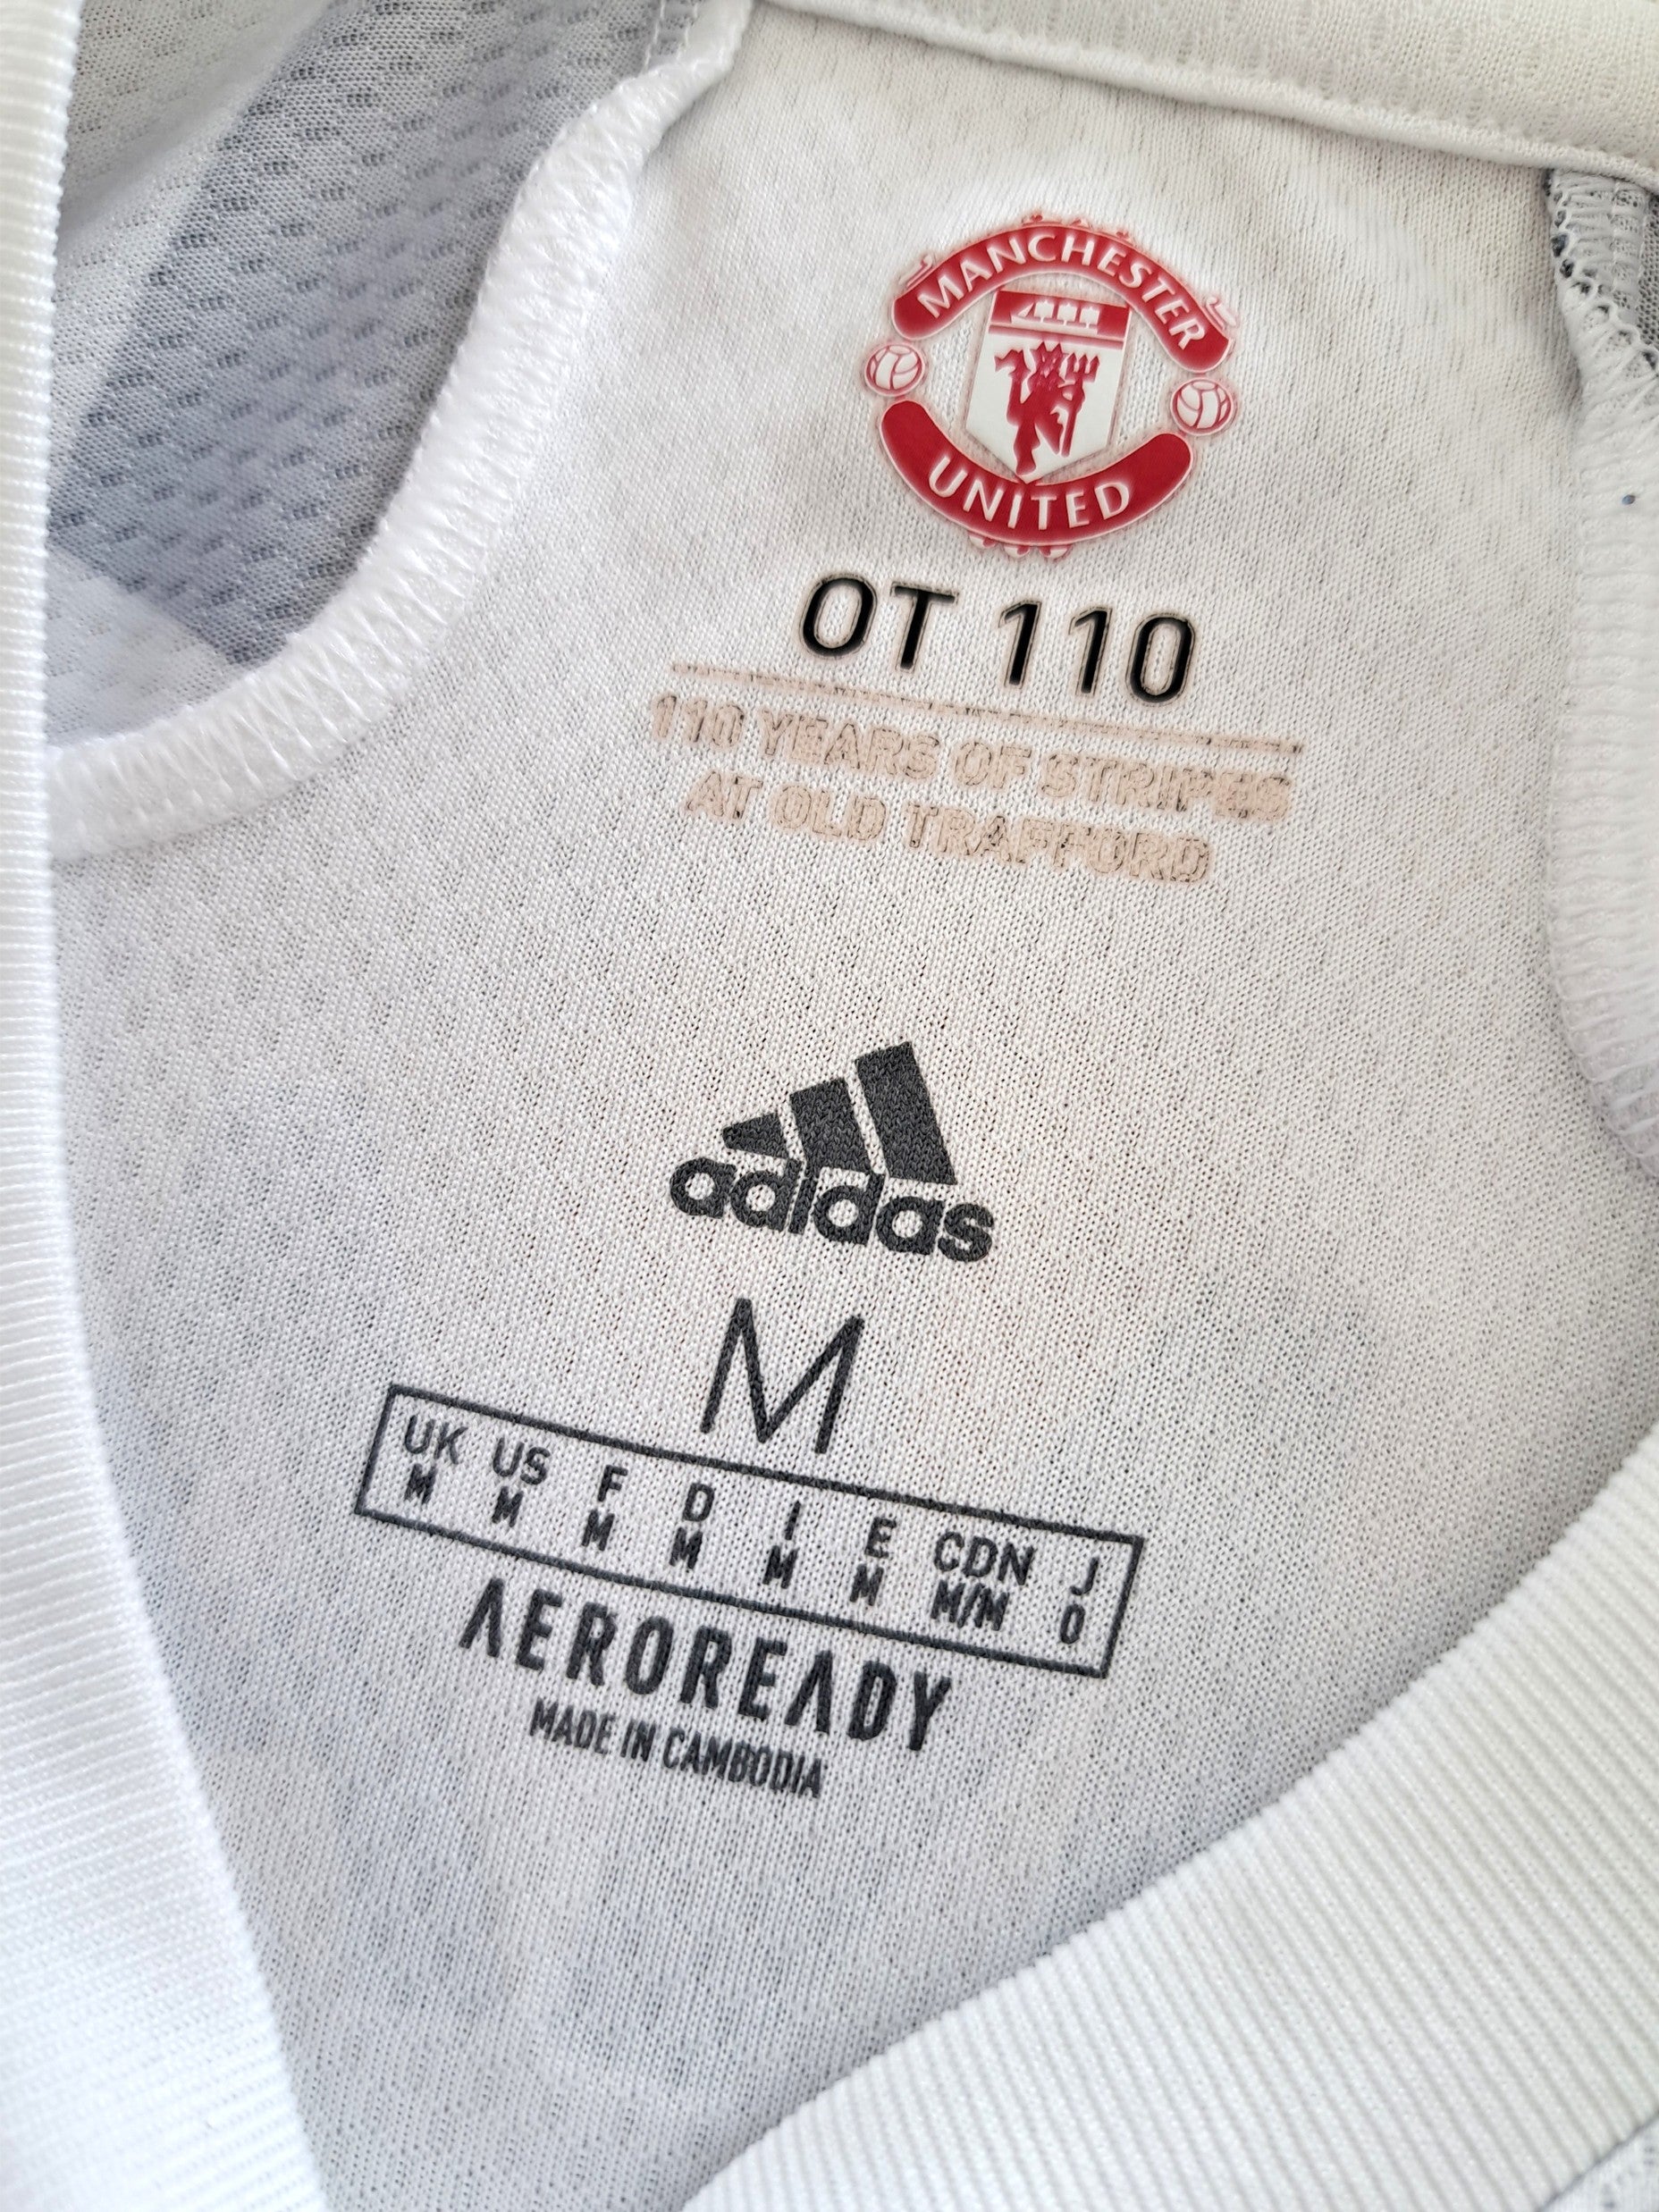 MANCHESTER
UNITED
OT 110
110 YEARS OF STRIPES
AT OLD TRAFFORD
adidas
M
UK US F D I E CDN J
M M M M M M M/M O
AEROREADY
MADE IN CAMBODIA